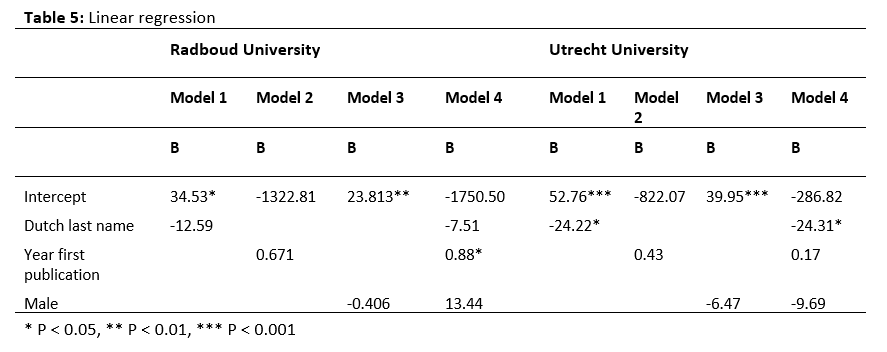 Table 5: Linear regression
Radboud University Utrecht University
Model 1 Model 2 Model 3 Model 4 Model 1 Model 2 Model 3 Model 4
B B B B B B B B
Intercept 34.53* -1322.81 23.813** -1750.50 52.76*** -822.07 39.95*** -286.82
Dutch last name -12.59 -7.51 -24.22* -24.31*
Year first 0.671 0.88* 0.43 0.17
publication
Male -0.406 13.44 -6.47 -9.69
* P < 0.05, ** P < 0.01, *** P < 0.001